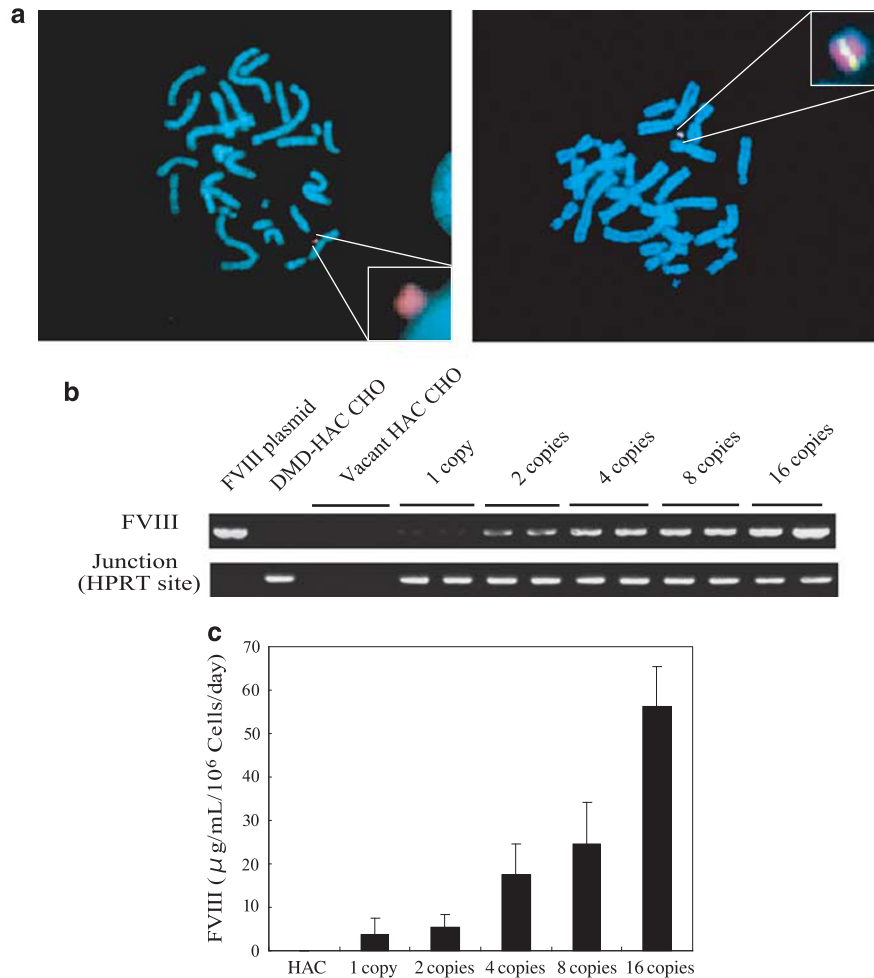 a
b
FVIII plasmid
DMD-HAC CHO
Vacant HAC CHO
1 copy
2 copies
4 copies
8 copies
16 copies
FVIII
Junction
(HPRT site)
c
FVIII (μg/mL/10⁶ Cells/day)
70
60
50
40
30
20
10
0
HAC
1 copy
2 copies
4 copies
8 copies
16 copies